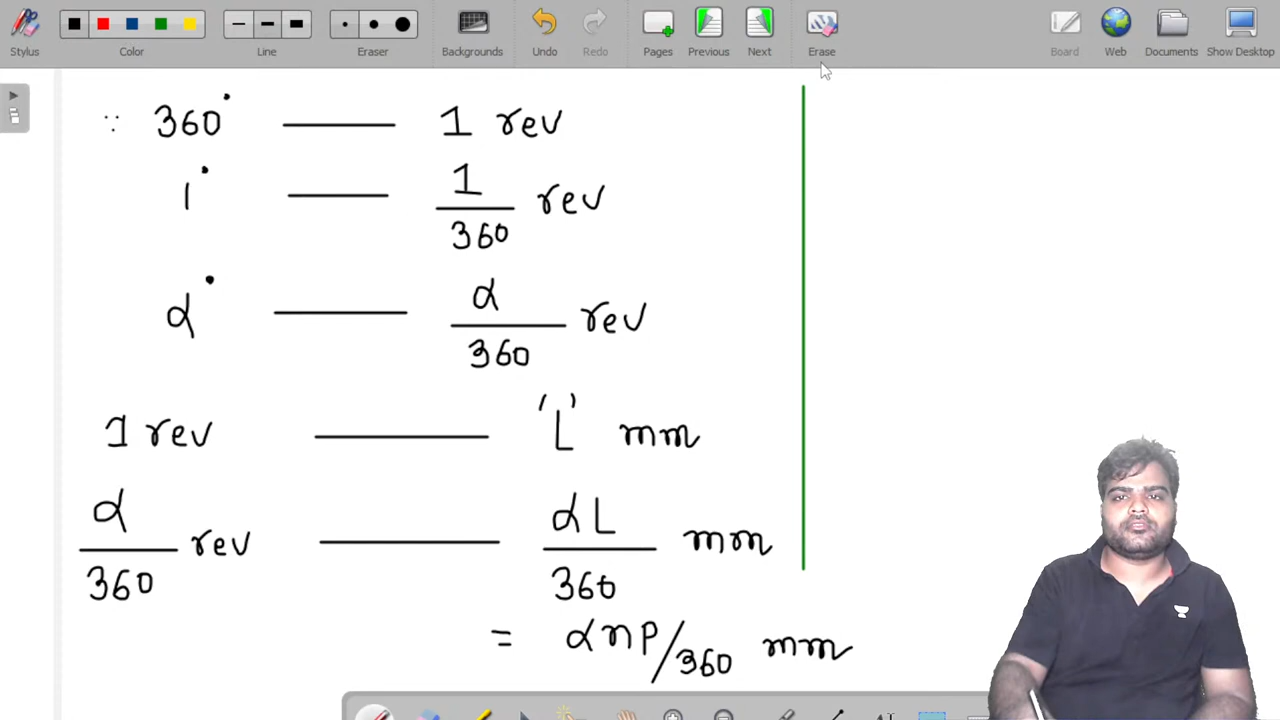 Stylus Color Line Eraser Backgrounds Undo Redo Pages Previous Next Erase Board Web Documents Show Desktop
∵ 360° —— 1 rev
1° —— 1/360 rev
α° —— α/360 rev
1 rev —— 'L' mm
α/360 rev —— αL/360 mm
= αnP/360 mm